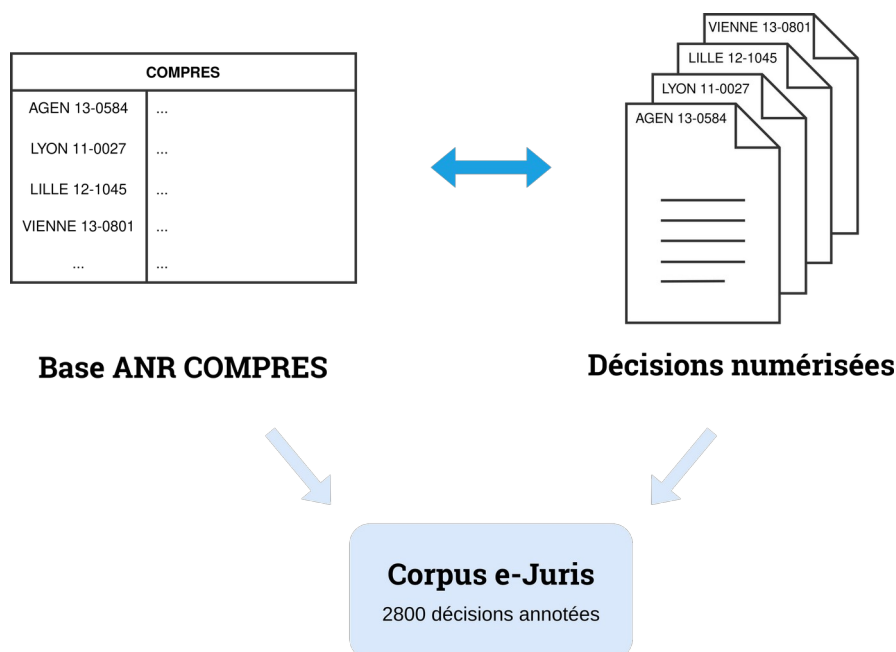 COMPRES
AGEN 13-0584 ...
LYON 11-0027 ...
LILLE 12-1045 ...
VIENNE 13-0801 ...
... ...
VIENNE 13-0801
LILLE 12-1045
LYON 11-0027
AGEN 13-0584
Base ANR COMPRES
Décisions numérisées
Corpus e-Juris
2800 décisions annotées